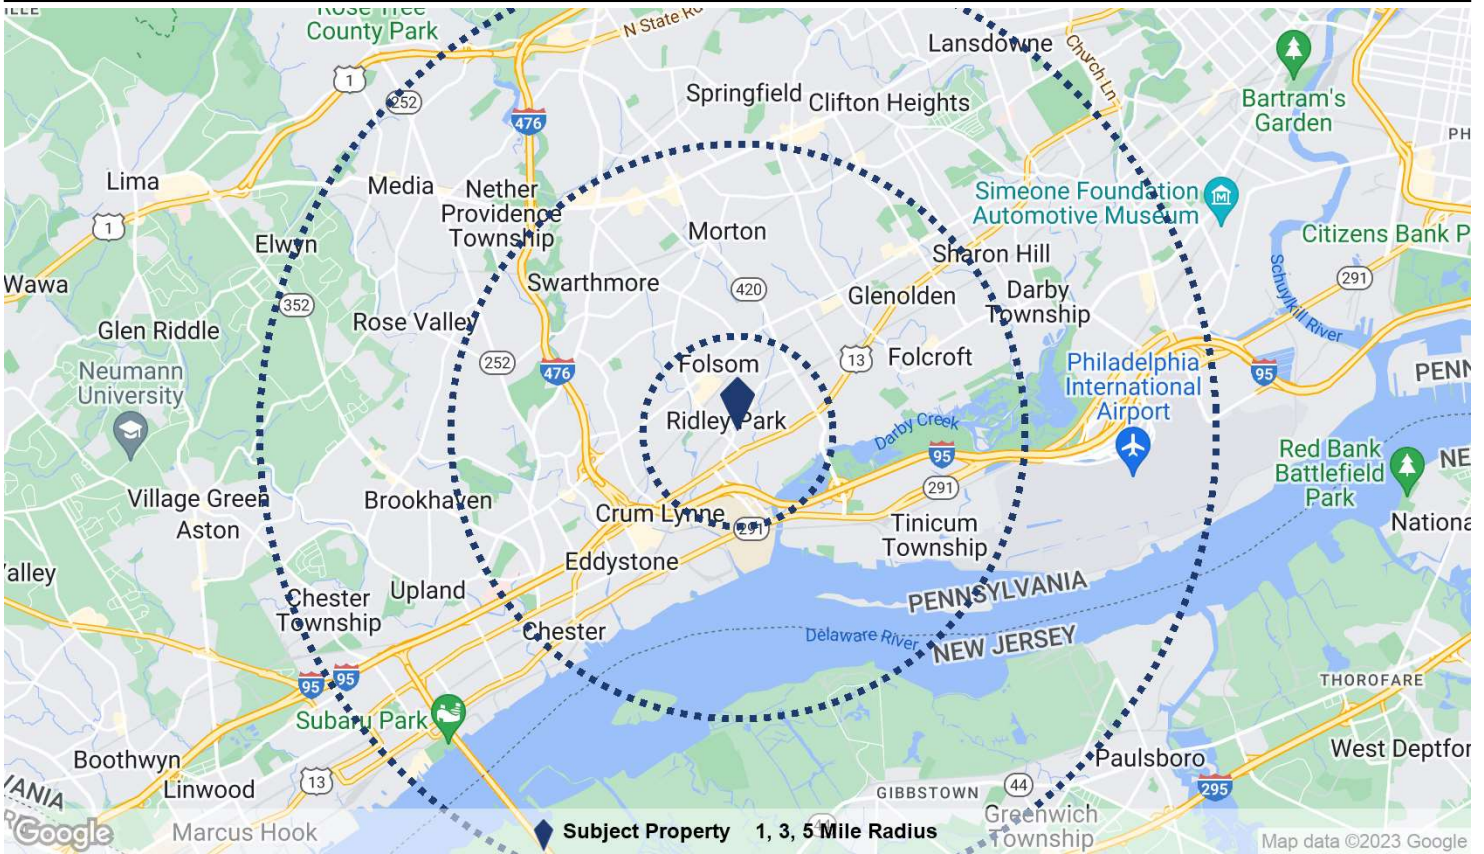 ILLE
Rose Tree
County Park
N State Ro
Lansdowne
Church Ln
1
252
476
Springfield
Clifton Heights
Bartram's
Garden
PH
Lima
Media
Nether
Providence
Township
Simeone Foundation
Automotive Museum
1
Elwyn
Morton
Citizens Bank P
Sharon Hill
Wawa
Swarthmore
420
Glenolden
Darby
Township
291
Schuylkill River
352
Glen Riddle
Rose Valley
252
476
Folsom
13
Folcroft
Philadelphia
International
Airport
95
PENN
Neumann
University
Ridley Park
Darby Creek
95
Red Bank
Battlefield
Park
NE
291
Village Green
Aston
Brookhaven
Crum Lynne
291
Tinicum
Township
Nationa
Eddystone
Valley
Upland
Chester
Township
PENNSYLVANIA
Chester
Delaware River
NEW JERSEY
95
95
THOROFARE
Subaru Park
Boothwyn
Linwood
13
Paulsboro
West Deptfor
VANIA
44
GIBBSTOWN
295
Greenwich
Township
44
Google
Marcus Hook
Subject Property 1, 3, 5 Mile Radius
Map data ©2023 Google